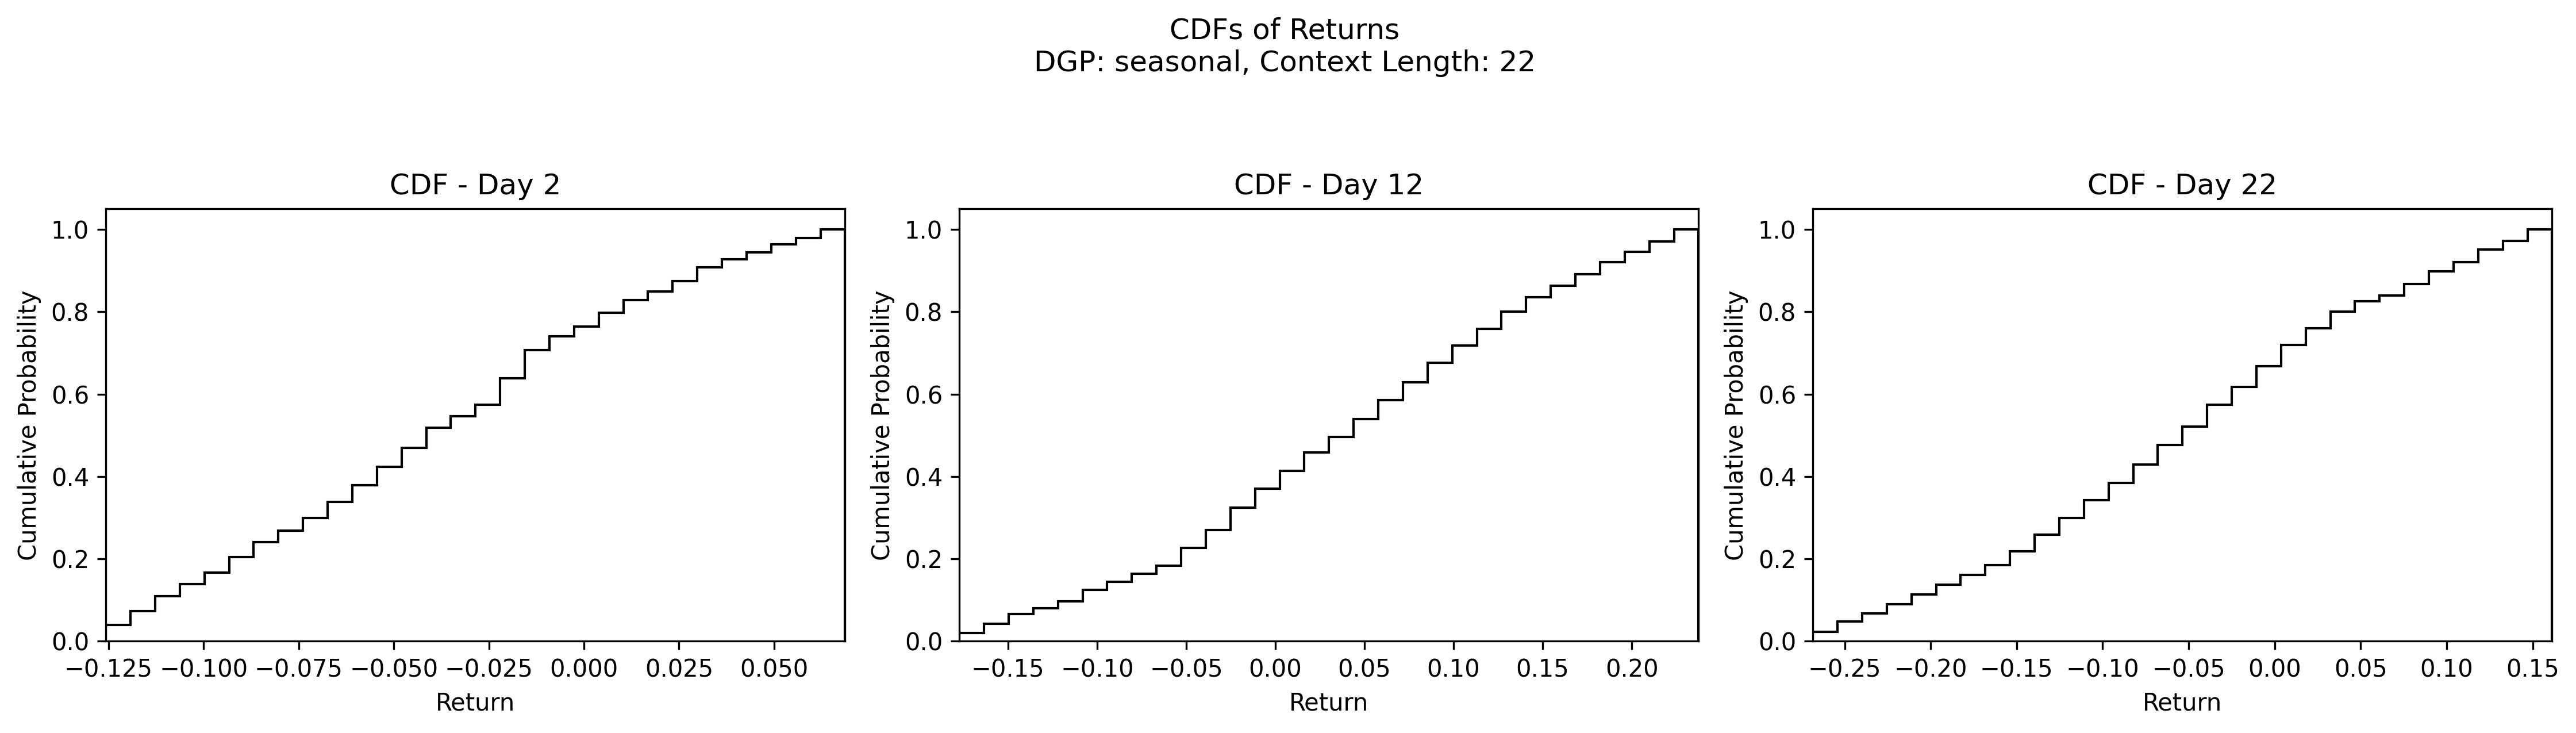 CDFs of Returns
DGP: seasonal, Context Length: 22
CDF - Day 2
1.0
0.8
0.6
0.4
0.2
0.0
Cumulative Probability
−0.125 −0.100 −0.075 −0.050 −0.025 0.000 0.025 0.050
Return
CDF - Day 12
1.0
0.8
0.6
0.4
0.2
0.0
Cumulative Probability
−0.15 −0.10 −0.05 0.00 0.05 0.10 0.15 0.20
Return
CDF - Day 22
1.0
0.8
0.6
0.4
0.2
0.0
Cumulative Probability
−0.25 −0.20 −0.15 −0.10 −0.05 0.00 0.05 0.10 0.15
Return